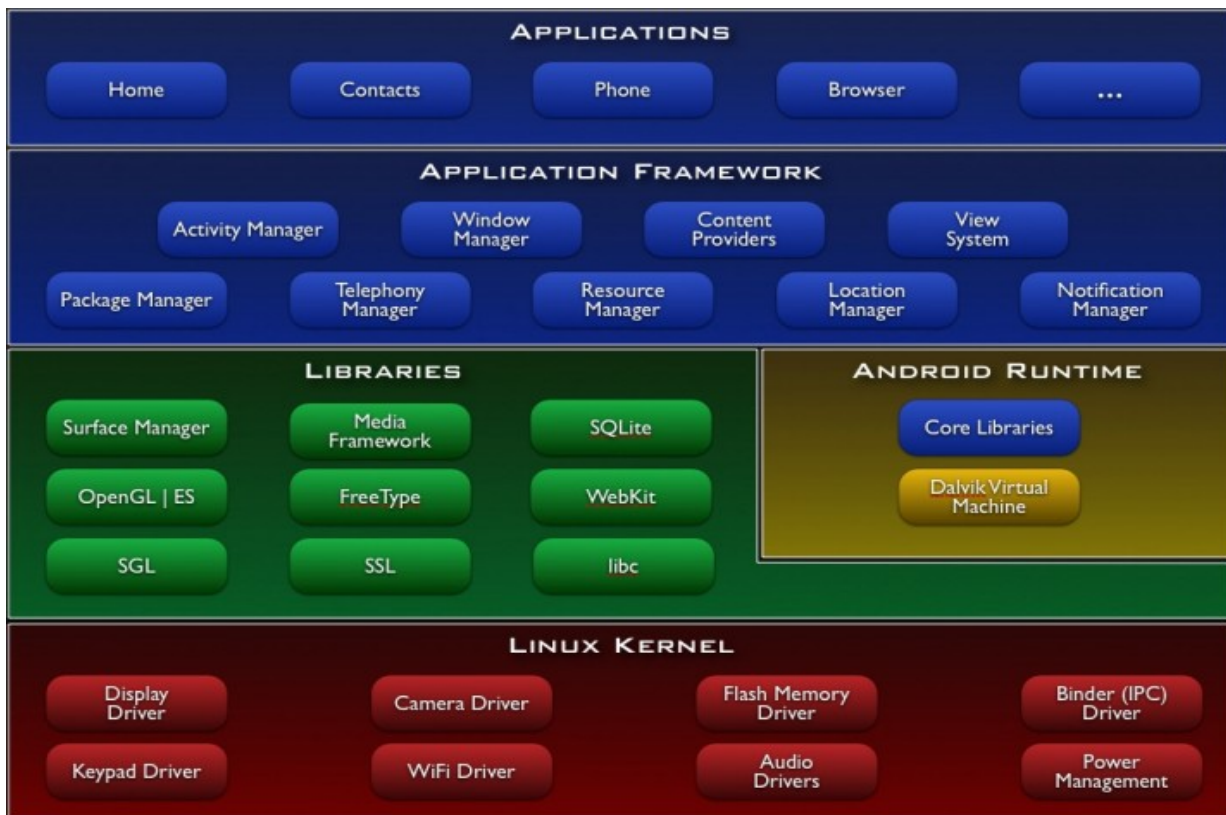 APPLICATIONS
Home
Contacts
Phone
Browser
...
APPLICATION FRAMEWORK
Activity Manager
Window
Manager
Content
Providers
View
System
Package Manager
Telephony
Manager
Resource
Manager
Location
Manager
Notification
Manager
LIBRARIES
Surface Manager
Media
Framework
SQLite
OpenGL | ES
FreeType
WebKit
SGL
SSL
libc
ANDROID RUNTIME
Core Libraries
Dalvik Virtual
Machine
LINUX KERNEL
Display
Driver
Camera Driver
Flash Memory
Driver
Binder (IPC)
Driver
Keypad Driver
WiFi Driver
Audio
Drivers
Power
Management